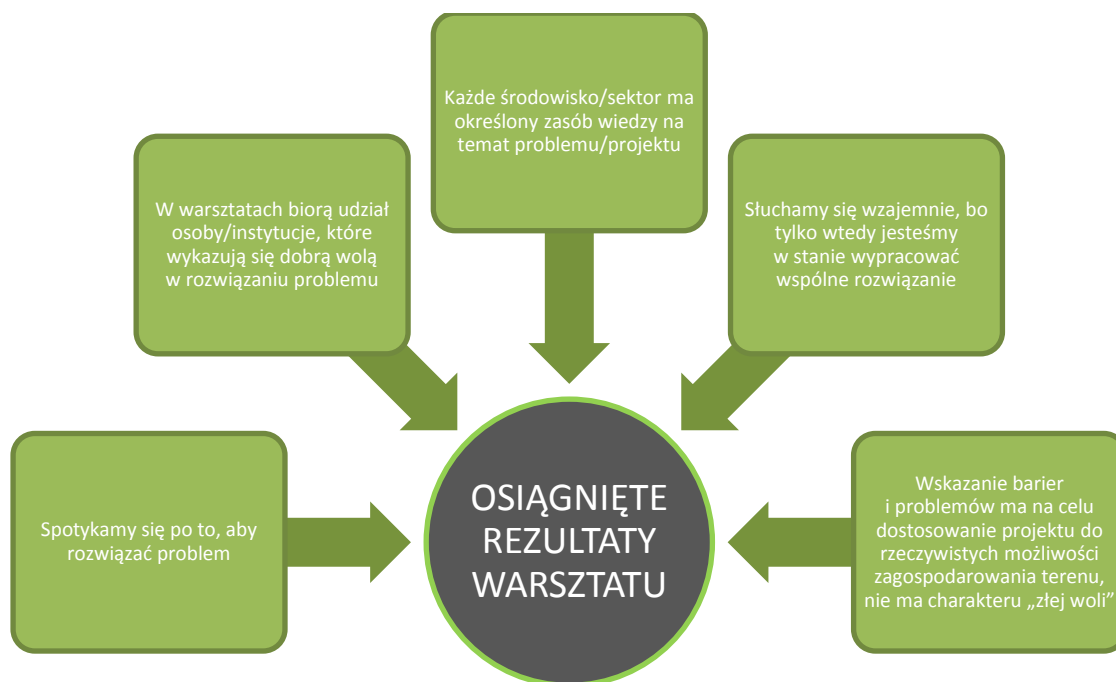 Każde środowisko/sektor ma
określony zasób wiedzy na
temat problemu/projektu
W warsztatach biorą udział
osoby/instytucje, które
wykazują się dobrą wolą
w rozwiązaniu problemu
Słuchamy się wzajemnie, bo
tylko wtedy jesteśmy
w stanie wypracować
wspólne rozwiązanie
Spotykamy się po to, aby
rozwiązać problem
OSIĄGNIĘTE
REZULTATY
WARSZTATU
Wskazanie barier
i problemów ma na celu
dostosowanie projektu do
rzeczywistych możliwości
zagospodarowania terenu,
nie ma charakteru „złej woli”